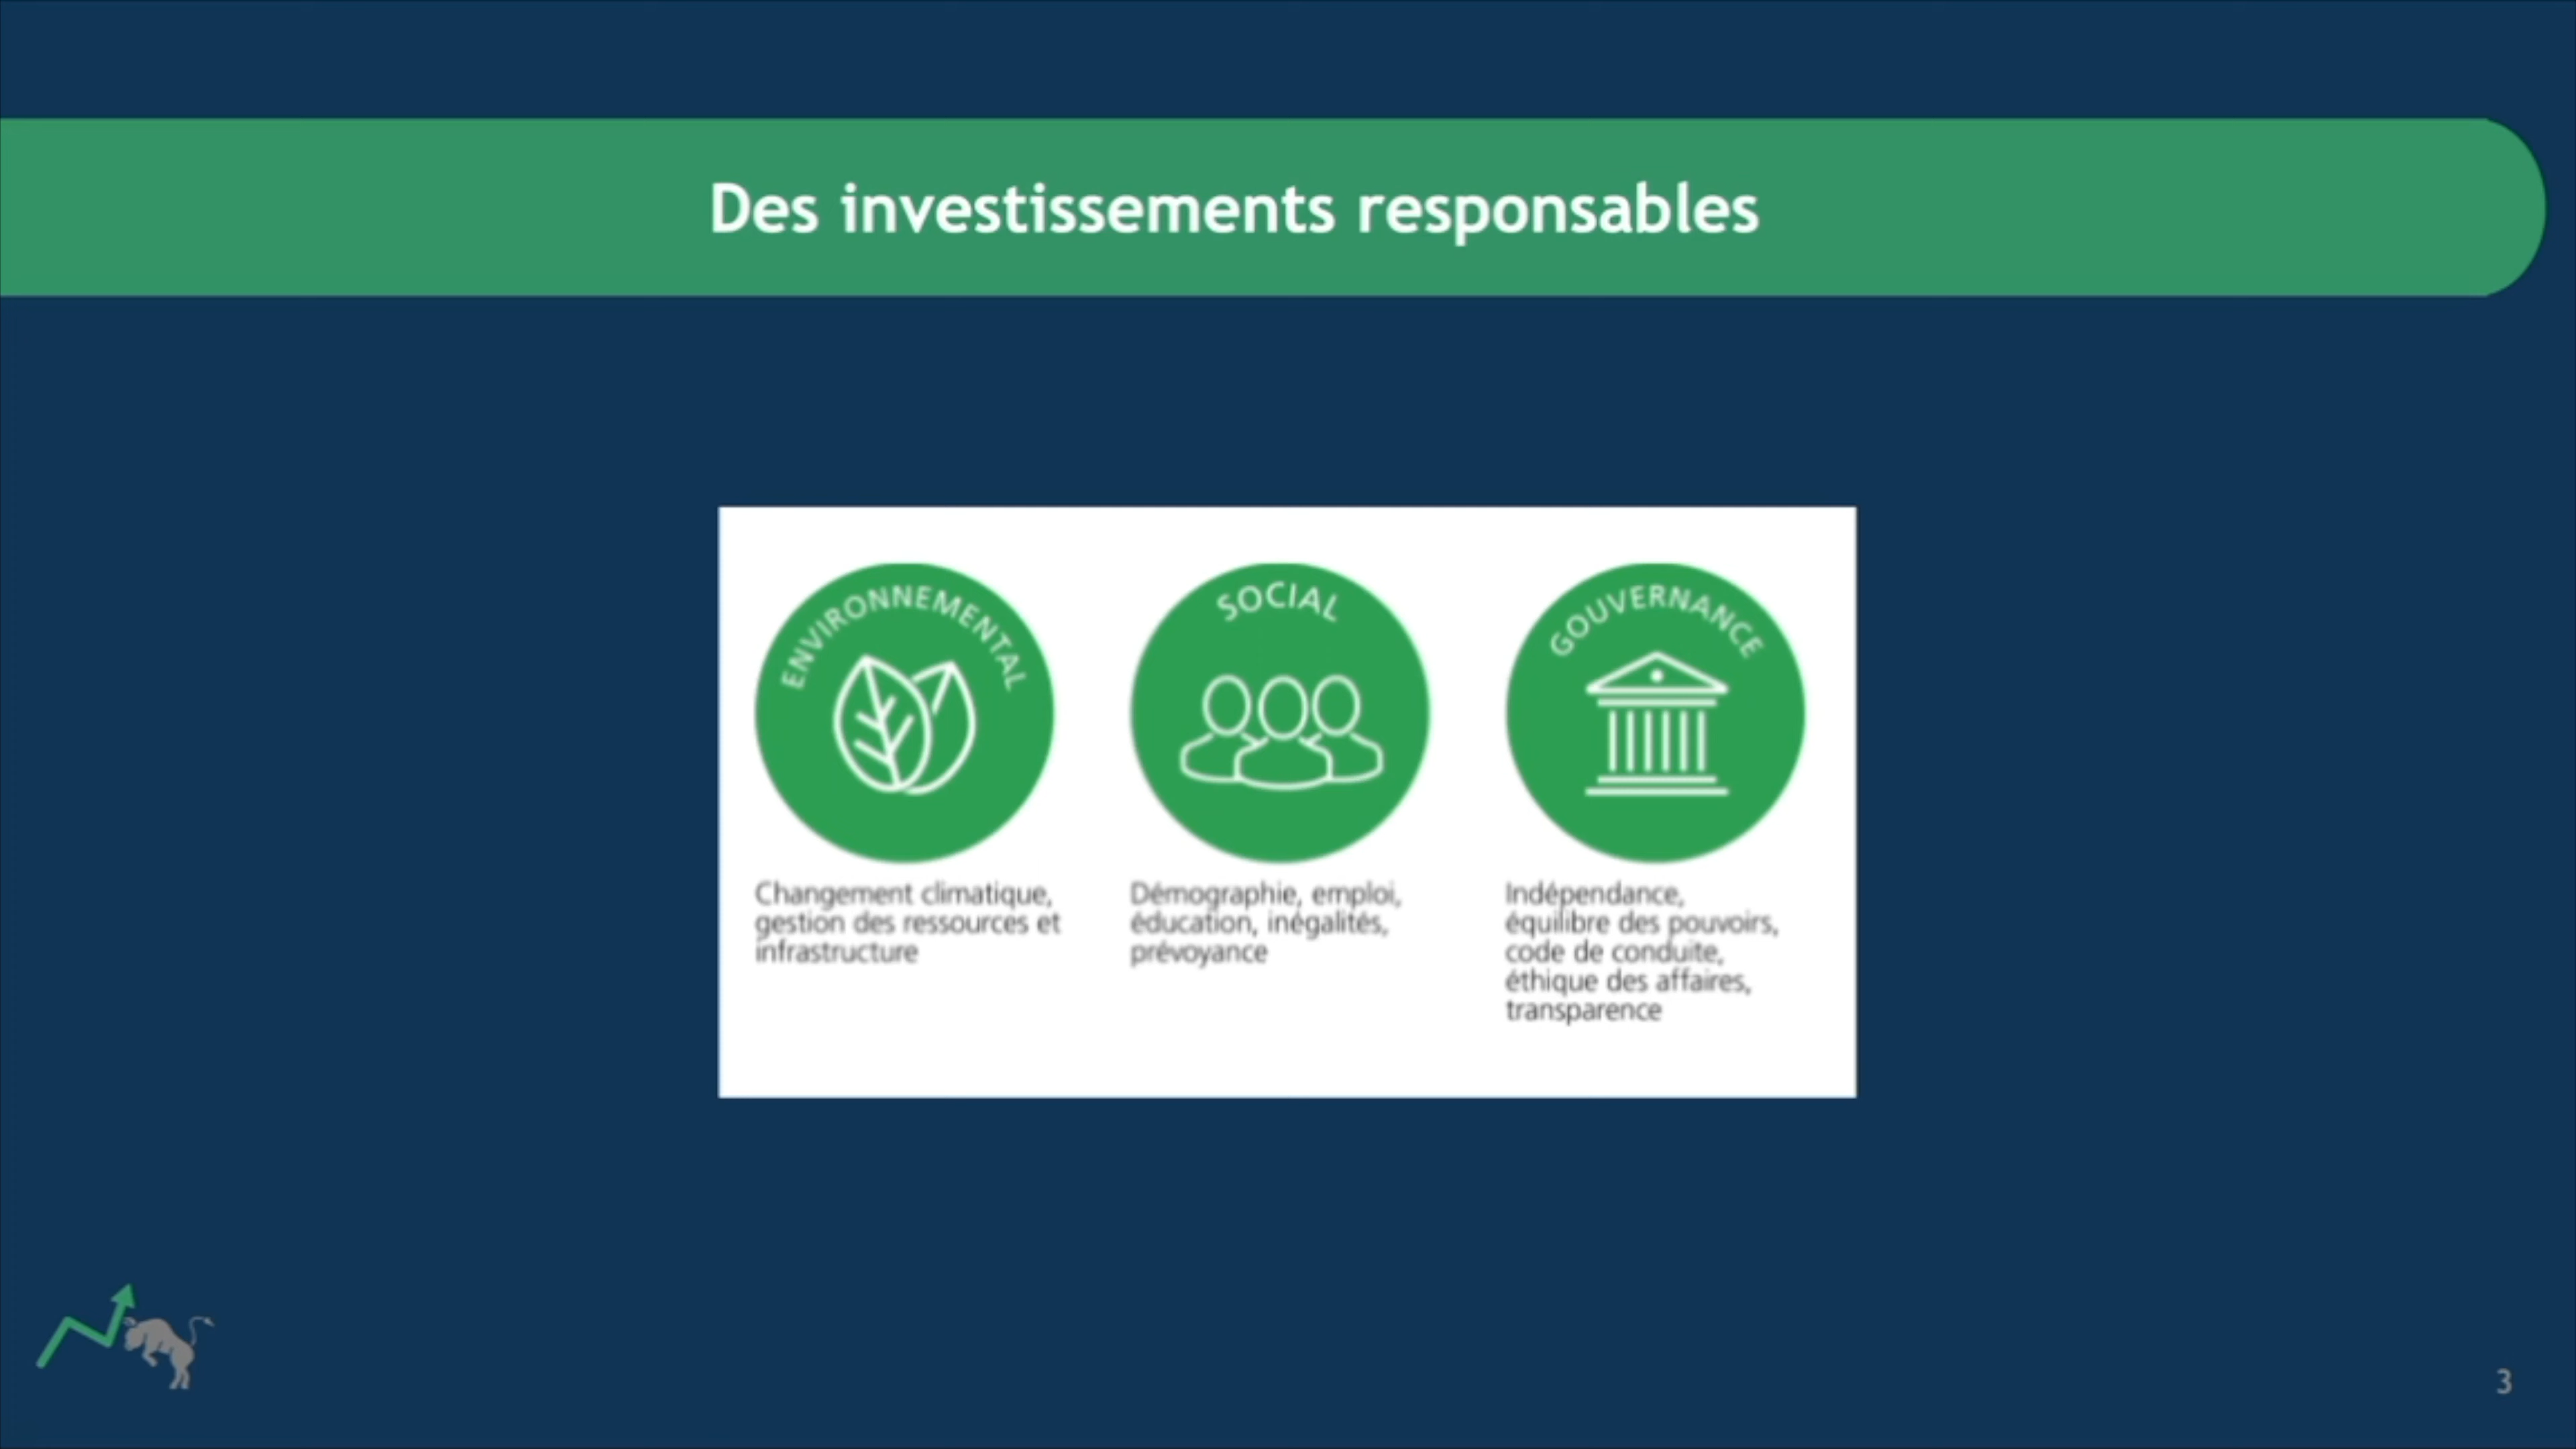 Des investissements responsables
ENVIRONNEMENTAL
Changement climatique,
gestion des ressources et
infrastructure
SOCIAL
Démographie, emploi,
éducation, inégalités,
prévoyance
GOUVERNANCE
Indépendance,
équilibre des pouvoirs,
code de conduite,
éthique des affaires,
transparence
3